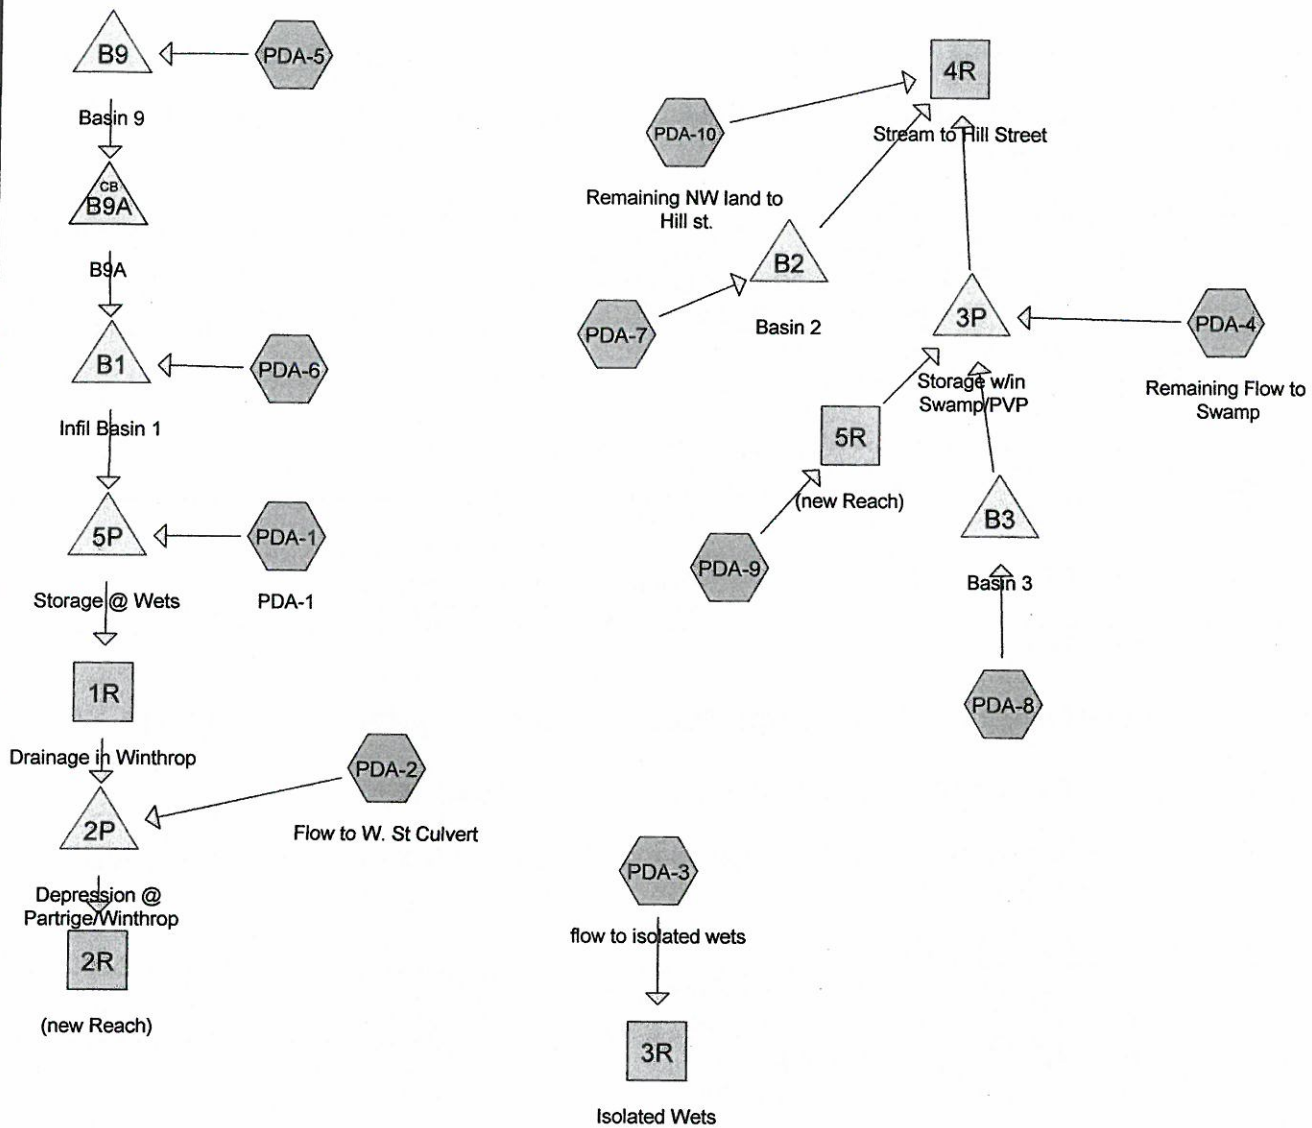 B9
PDA-5
Basin 9
CB
B9A
B9A
B1
PDA-6
Infil Basin 1
5P
PDA-1
Storage @ Wets
PDA-1
1R
Drainage in Winthrop
2P
PDA-2
Flow to W. St Culvert
Depression @
Partrige/Winthrop
2R
(new Reach)
4R
PDA-10
Stream to Hill Street
Remaining NW land to
Hill st.
B2
PDA-7
Basin 2
3P
PDA-4
Storage w/in
Swamp/PVP
Remaining Flow to
Swamp
5R
(new Reach)
B3
PDA-9
Basin 3
PDA-8
PDA-3
flow to isolated wets
3R
Isolated Wets